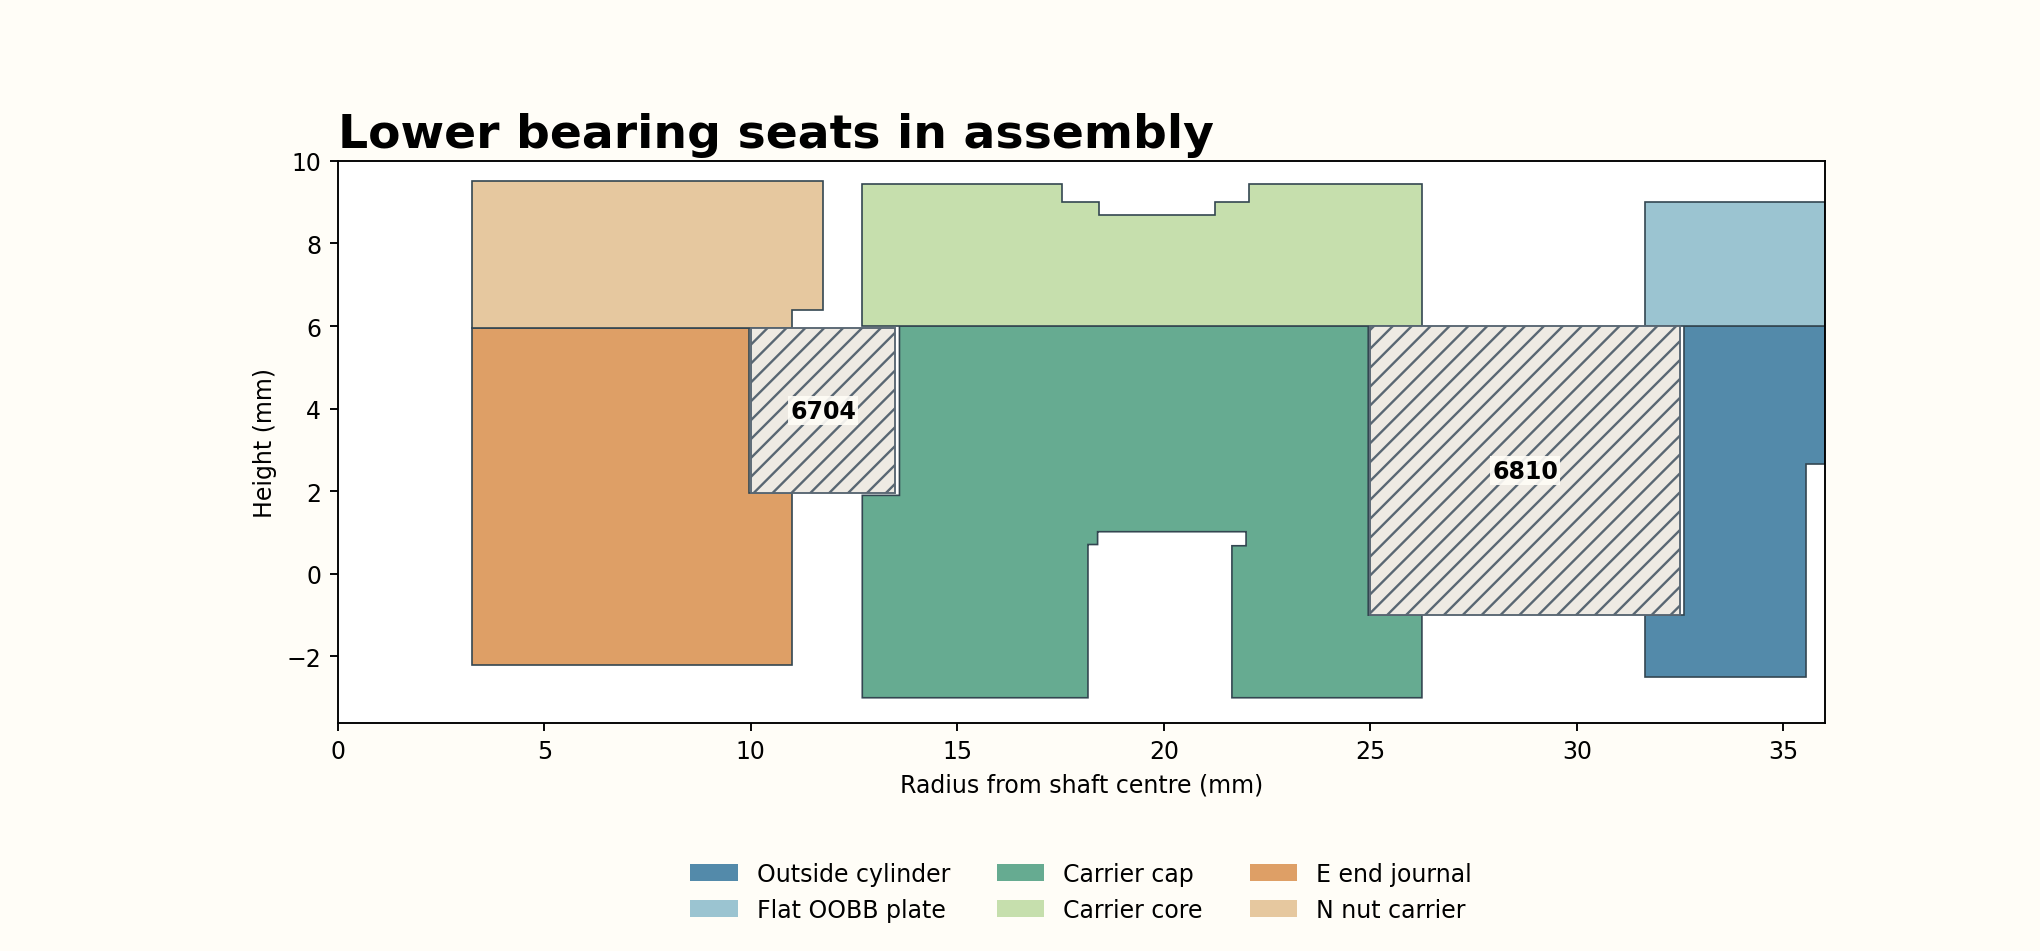 Lower bearing seats in assembly
10
8
6
4
2
0
−2
Height (mm)
6704
6810
0 5 10 15 20 25 30 35
Radius from shaft centre (mm)
Outside cylinder Carrier cap E end journal
Flat OOBB plate Carrier core N nut carrier